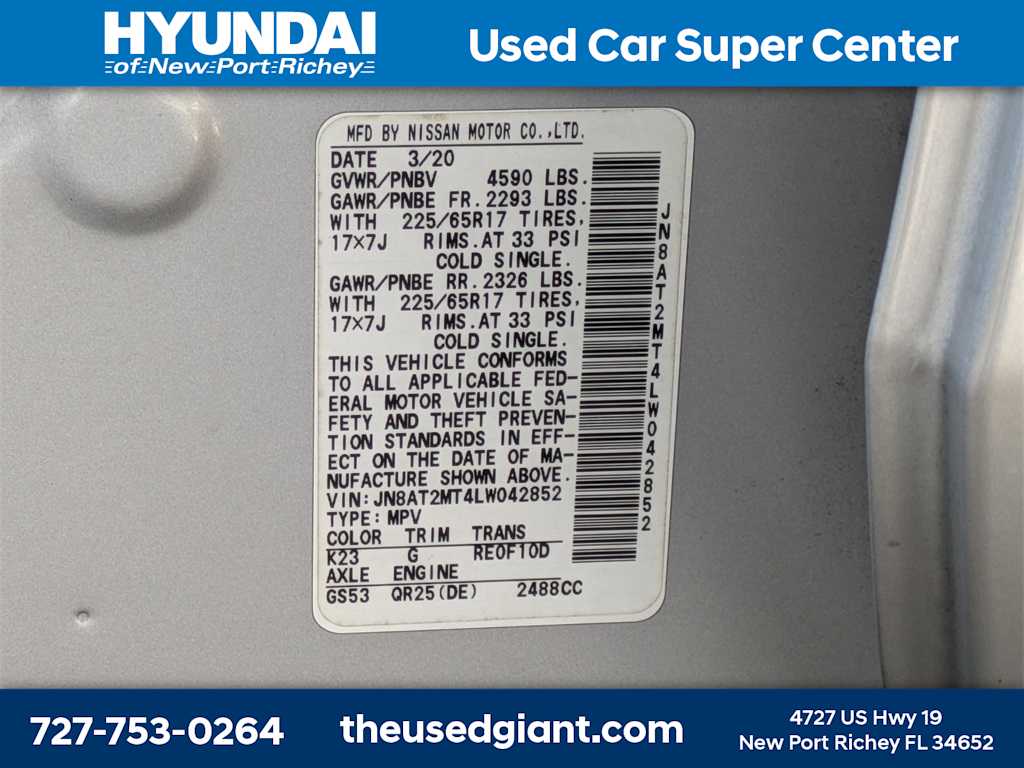 HYUNDAI
of New Port Richey
Used Car Super Center
MFD BY NISSAN MOTOR CO.,LTD.
DATE 3/20
GVWR/PNBV 4590 LBS.
GAWR/PNBE FR. 2293 LBS.
WITH 225/65R17 TIRES,
17×7J RIMS. AT 33 PSI
COLD SINGLE.
GAWR/PNBE RR. 2326 LBS.
WITH 225/65R17 TIRES,
17×7J RIMS. AT 33 PSI
COLD SINGLE.
THIS VEHICLE CONFORMS
TO ALL APPLICABLE FED-
ERAL MOTOR VEHICLE SA-
FETY AND THEFT PREVEN-
TION STANDARDS IN EFF-
ECT ON THE DATE OF MA-
NUFACTURE SHOWN ABOVE.
VIN: JN8AT2MT4LW042852
TYPE: MPV
COLOR TRIM TRANS
K23 G RE0F10D
AXLE ENGINE
GS53 QR25(DE) 2488CC
JN8AT2MT4LW042852
727-753-0264
theusedgiant.com
4727 US Hwy 19
New Port Richey FL 34652